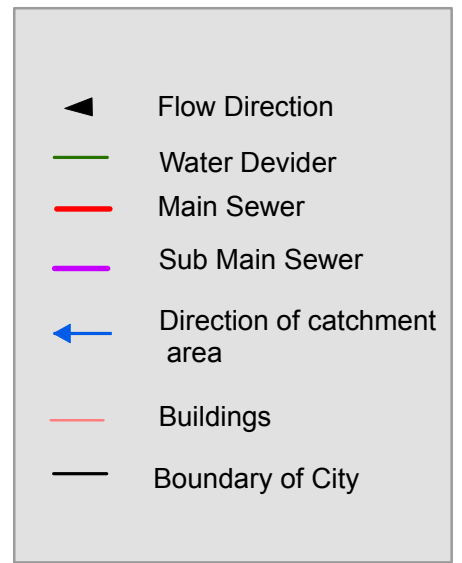 Flow Direction
Water Devider
Main Sewer
Sub Main Sewer
Direction of catchment
area
Buildings
Boundary of City